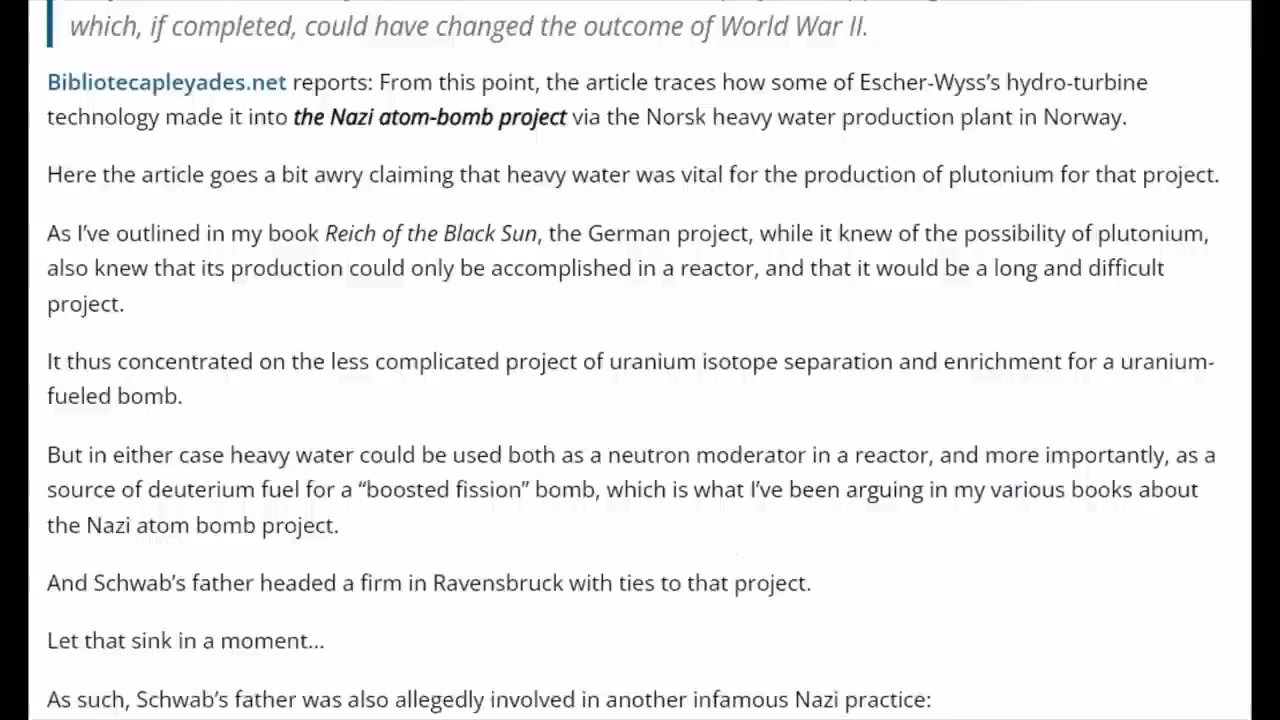 which, if completed, could have changed the outcome of World War II.
Bibliotecapleyades.net reports: From this point, the article traces how some of Escher-Wyss’s hydro-turbine
technology made it into the Nazi atom-bomb project via the Norsk heavy water production plant in Norway.
Here the article goes a bit awry claiming that heavy water was vital for the production of plutonium for that project.
As I’ve outlined in my book Reich of the Black Sun, the German project, while it knew of the possibility of plutonium,
also knew that its production could only be accomplished in a reactor, and that it would be a long and difficult
project.
It thus concentrated on the less complicated project of uranium isotope separation and enrichment for a uranium-
fueled bomb.
But in either case heavy water could be used both as a neutron moderator in a reactor, and more importantly, as a
source of deuterium fuel for a “boosted fission” bomb, which is what I’ve been arguing in my various books about
the Nazi atom bomb project.
And Schwab’s father headed a firm in Ravensbruck with ties to that project.
Let that sink in a moment…
As such, Schwab’s father was also allegedly involved in another infamous Nazi practice: